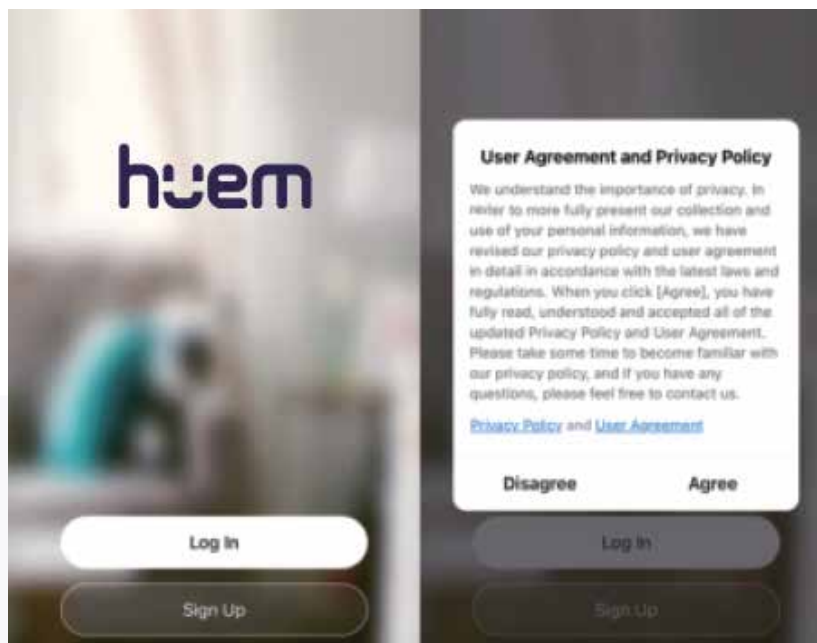 huem
Log In
Sign Up
User Agreement and Privacy Policy
We understand the importance of privacy. In
order to more fully present our collection and
use of your personal information, we have
revised our privacy policy and user agreement
in detail in accordance with the latest laws and
regulations. When you click [Agree], you have
fully read, understood and accepted all of the
updated Privacy Policy and User Agreement.
Please take some time to become familiar with
our privacy policy, and if you have any
questions, please feel free to contact us.
Privacy Policy and User Agreement
Disagree Agree
Log In
Sign Up